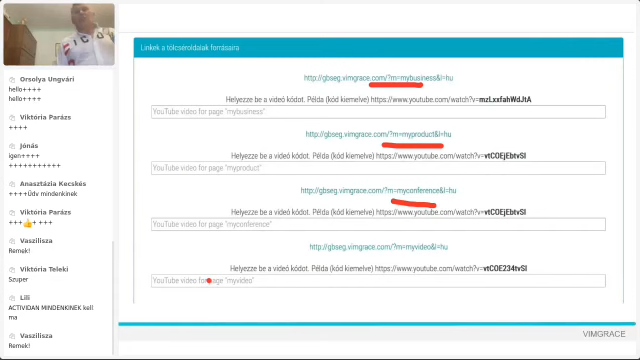 Orsolya Ungvári
hello++++
hello++++
Viktória Parázs
++++
Jónás
igen++++
+++++++++++
Anasztázia Kecskés
++++Üdv mindenkinek
Viktória Parázs
+++👍+ +++
Vaszilisza
Remek!
Viktória Teleki
Szuper
Lili
ACTIVIDAN MINDENKINEK kell
ma
Vaszilisza
Remek!
Linkek a tölcséroldalak forrásaira
http://gbseg.vimgrace.com/?m=mybusiness&l=hu
Helyezze be a videó kódot. Példa (kód kiemelve) https://www.youtube.com/watch?v=mzLxxfahWdJtA
YouTube video for page "mybusiness"
http://gbseg.vimgrace.com/?m=myproduct&l=hu
Helyezze be a videó kódot. Példa (kód kiemelve) https://www.youtube.com/watch?v=vtCOEjEbtvSI
YouTube video for page "myproduct"
http://gbseg.vimgrace.com/?m=myconference&l=hu
Helyezze be a videó kódot. Példa (kód kiemelve) https://www.youtube.com/watch?v=vtCOEjEbtvSI
YouTube video for page "myconference"
http://gbseg.vimgrace.com/?m=myvideo&l=hu
Helyezze be a videó kódot. Példa (kód kiemelve) https://www.youtube.com/watch?v=vtCOE234tvSI
YouTube video for page "myvideo"
VIMGRACE